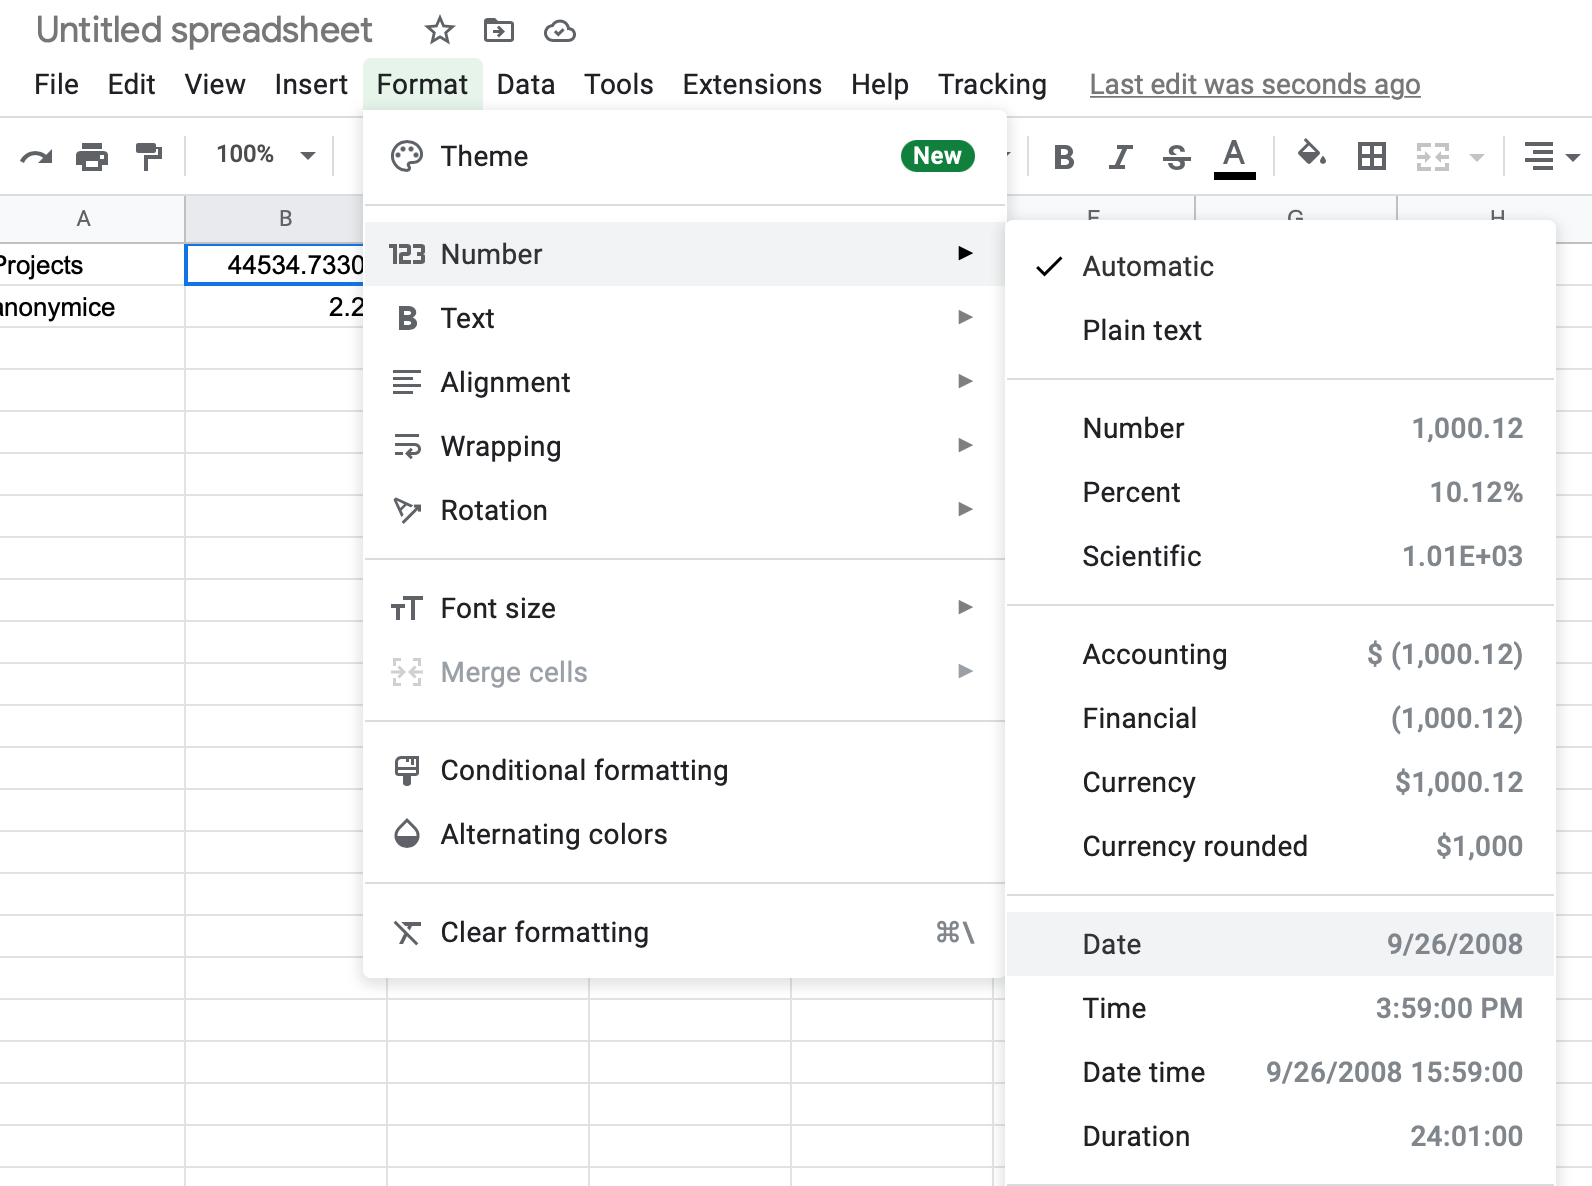 Untitled spreadsheet
File Edit View Insert Format Data Tools Extensions Help Tracking Last edit was seconds ago
100% B I S A
A B
Projects 44534.7330
anonymice 2.2
Theme New
123 Number
B Text
Alignment
Wrapping
Rotation
Font size
Merge cells
Conditional formatting
Alternating colors
Clear formatting ⌘\
Automatic
Plain text
Number 1,000.12
Percent 10.12%
Scientific 1.01E+03
Accounting $ (1,000.12)
Financial (1,000.12)
Currency $1,000.12
Currency rounded $1,000
Date 9/26/2008
Time 3:59:00 PM
Date time 9/26/2008 15:59:00
Duration 24:01:00